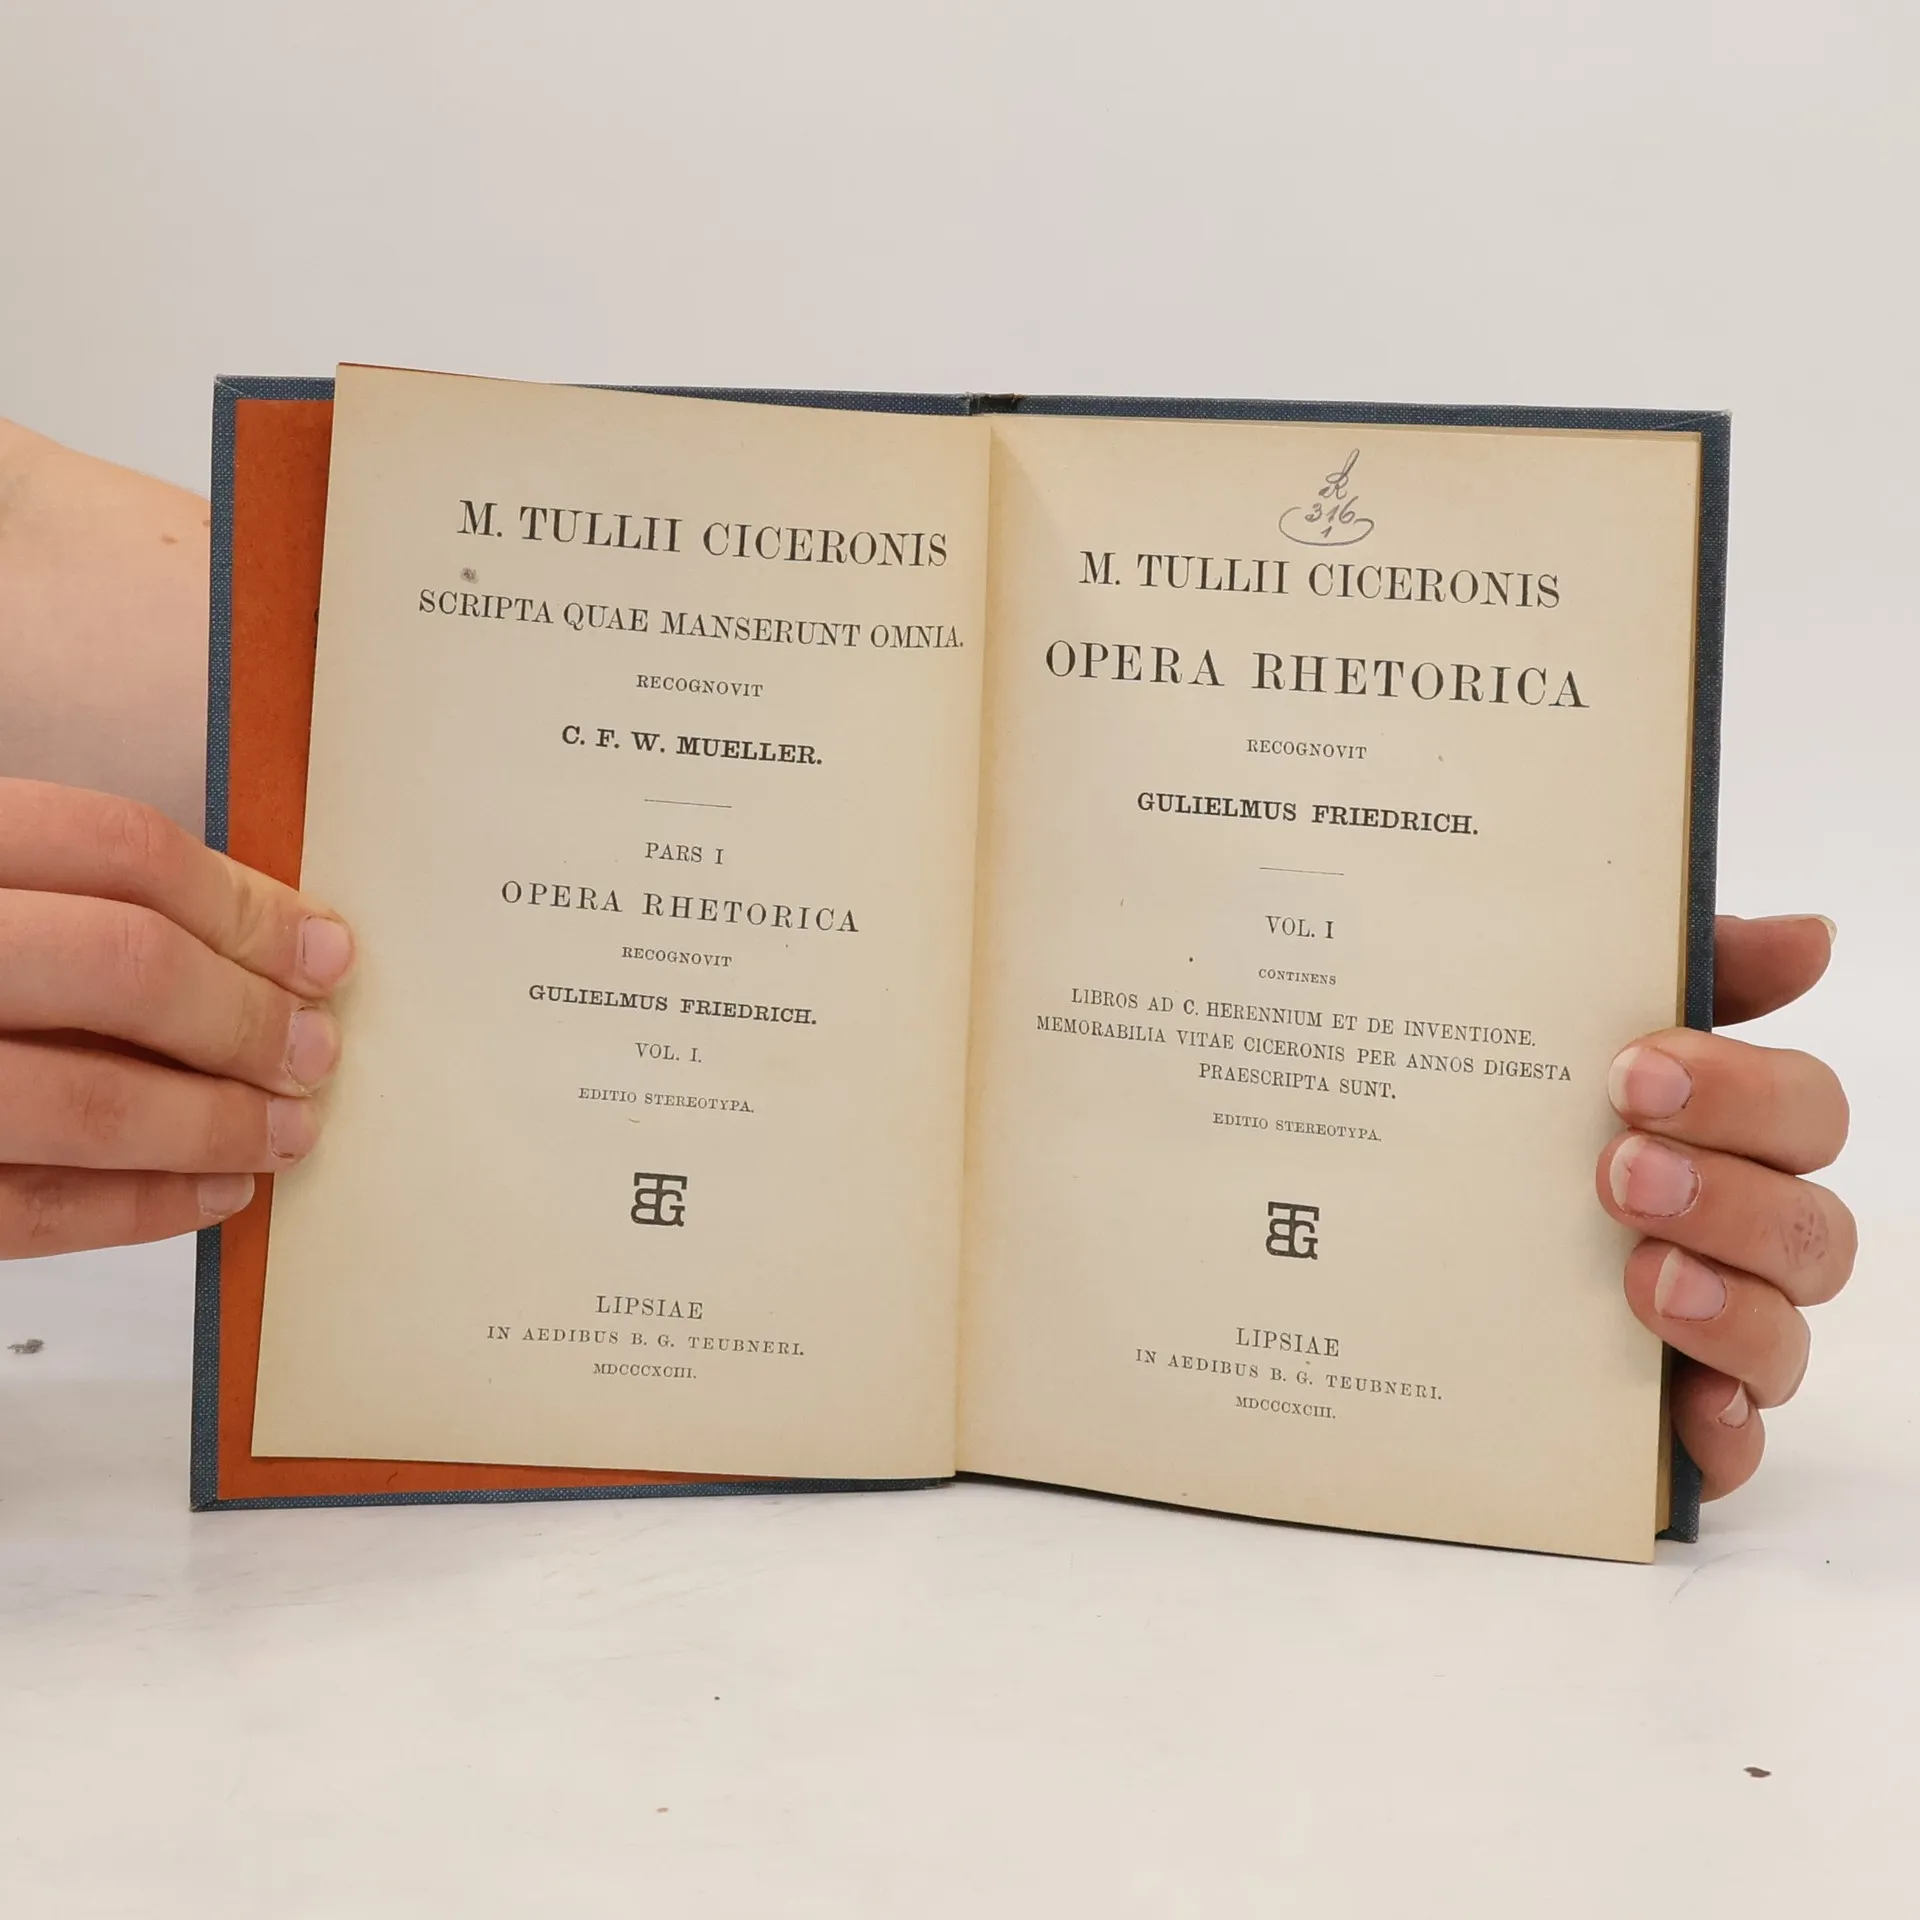 M. TULLII CICERONIS
SCRIPTA QUAE MANSERUNT OMNIA.
RECOGNOVIT
C. F. W. MUELLER.
PARS I
OPERA RHETORICA
RECOGNOVIT
GULIELMUS FRIEDRICH.
VOL. I.
EDITIO STEREOTYPA.
BTG
LIPSIAE
IN AEDIBUS B. G. TEUBNERI.
MDCCCXCIII.
316
1
M. TULLII CICERONIS
OPERA RHETORICA
RECOGNOVIT
GULIELMUS FRIEDRICH.
VOL. I
CONTINENS
LIBROS AD C. HERENNIUM ET DE INVENTIONE.
MEMORABILIA VITAE CICERONIS PER ANNOS DIGESTA
PRAESCRIPTA SUNT.
EDITIO STEREOTYPA.
BTG
LIPSIAE
IN AEDIBUS B. G. TEUBNERI.
MDCCCXCIII.